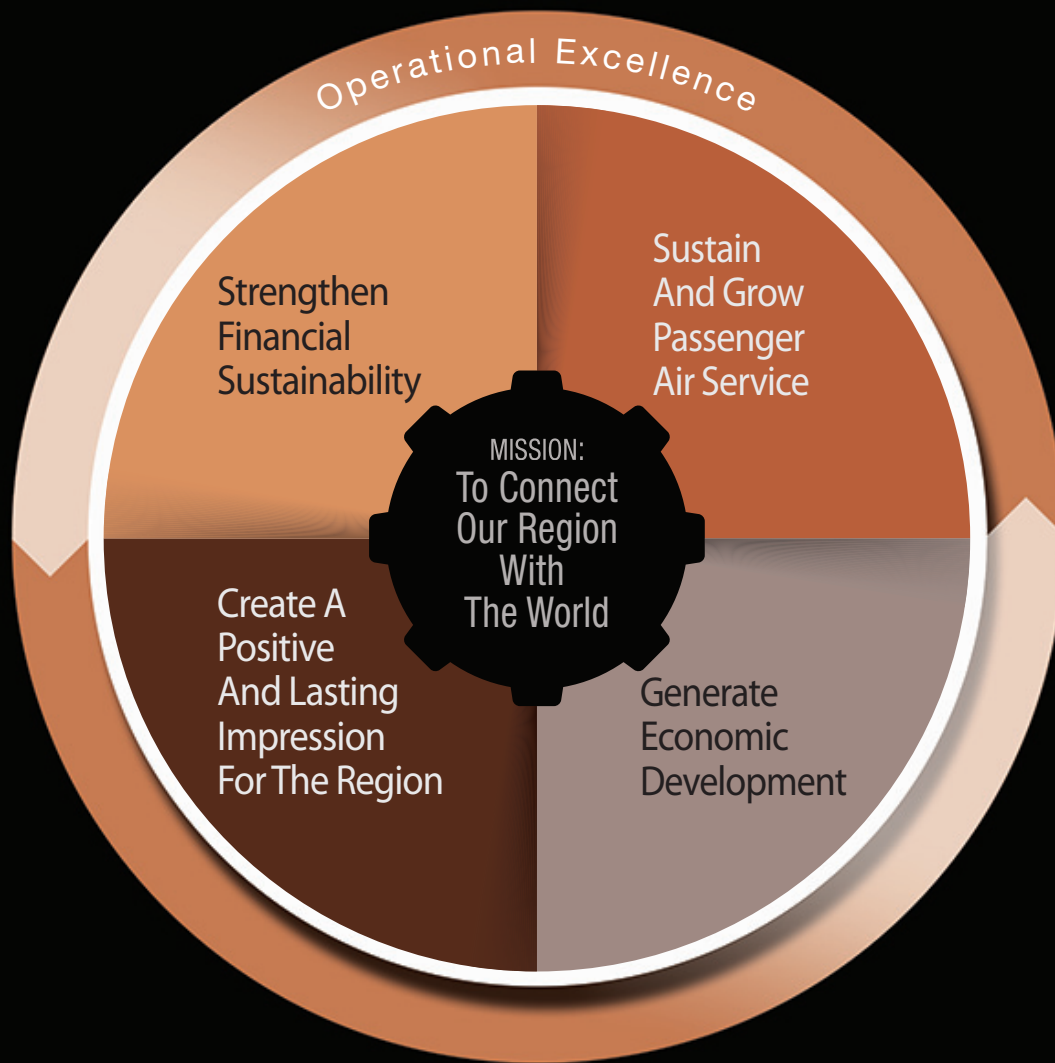 Operational Excellence
Strengthen
Financial
Sustainability
Sustain
And Grow
Passenger
Air Service
MISSION:
To Connect
Our Region
With
The World
Create A
Positive
And Lasting
Impression
For The Region
Generate
Economic
Development